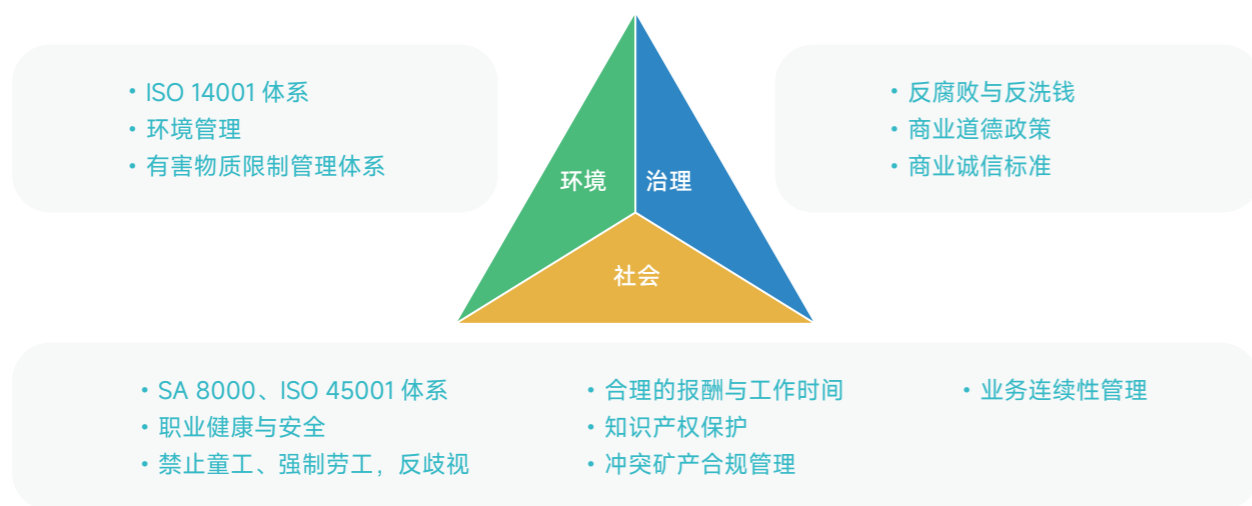 • ISO 14001 体系
• 环境管理
• 有害物质限制管理体系
环境
治理
社会
• 反腐败与反洗钱
• 商业道德政策
• 商业诚信标准
• SA 8000、ISO 45001 体系
• 职业健康与安全
• 禁止童工、强制劳工，反歧视
• 合理的报酬与工作时间
• 知识产权保护
• 冲突矿产合规管理
• 业务连续性管理